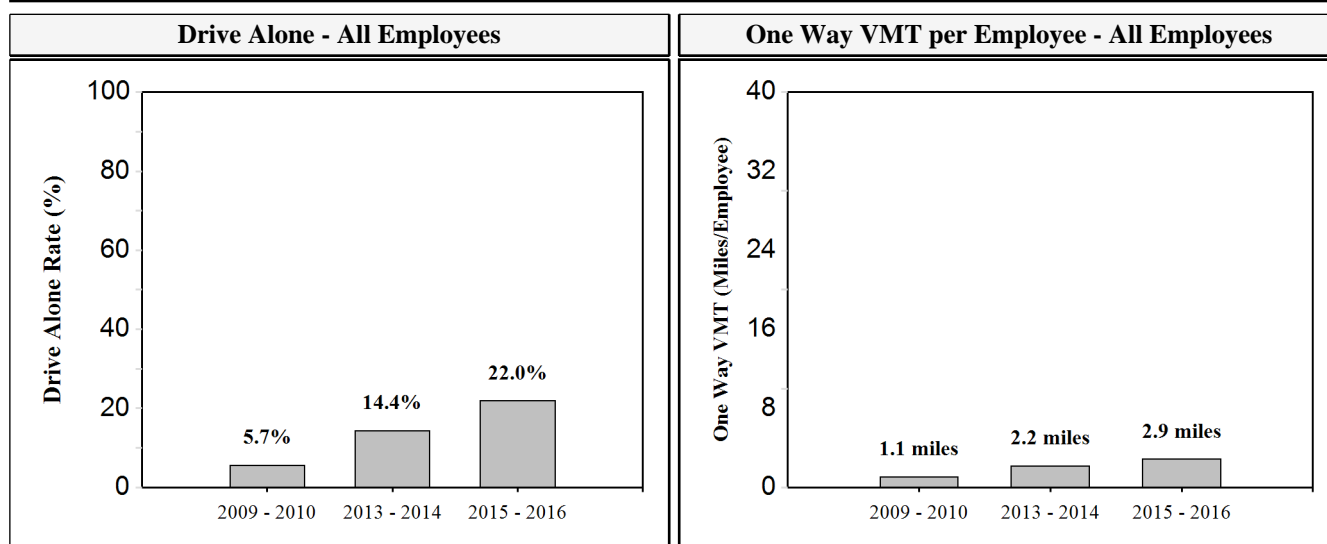 Drive Alone - All Employees
One Way VMT per Employee - All Employees
Drive Alone Rate (%)
100
80
60
40
20
0
5.7%
14.4%
22.0%
2009 - 2010
2013 - 2014
2015 - 2016
One Way VMT (Miles/Employee)
40
32
24
16
8
0
1.1 miles
2.2 miles
2.9 miles
2009 - 2010
2013 - 2014
2015 - 2016